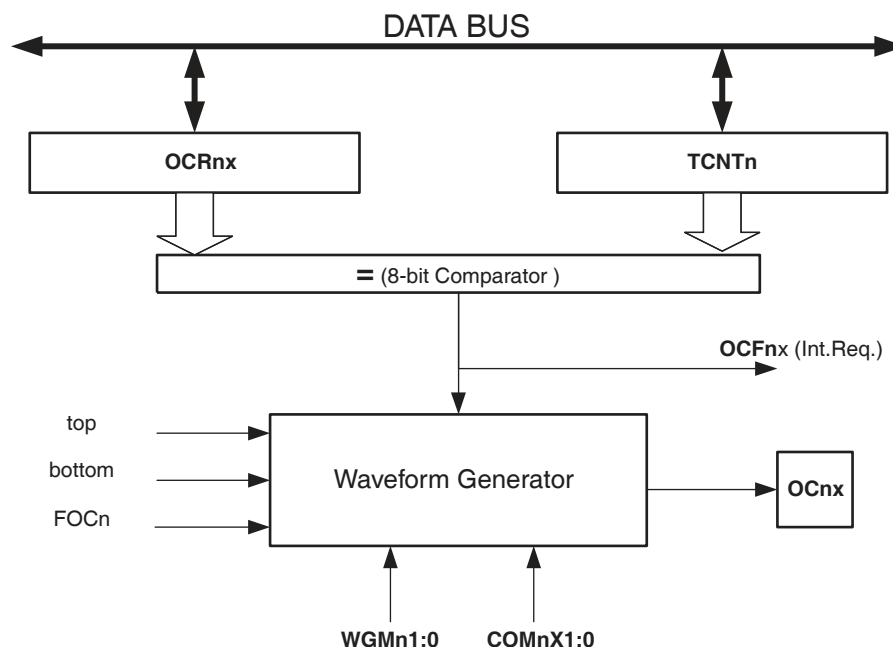 DATA BUS
OCRnx
TCNTn
= (8-bit Comparator )
OCFnx (Int.Req.)
top
bottom
FOCn
Waveform Generator
OCnx
WGMn1:0
COMnX1:0